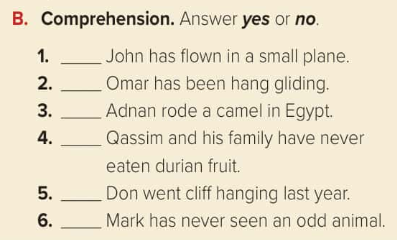 B. Comprehension. Answer yes or no.
1. ______ John has flown in a small plane.
2. ______ Omar has been hang gliding.
3. ______ Adnan rode a camel in Egypt.
4. ______ Qassim and his family have never
eaten durian fruit.
5. ______ Don went cliff hanging last year.
6. ______ Mark has never seen an odd animal.